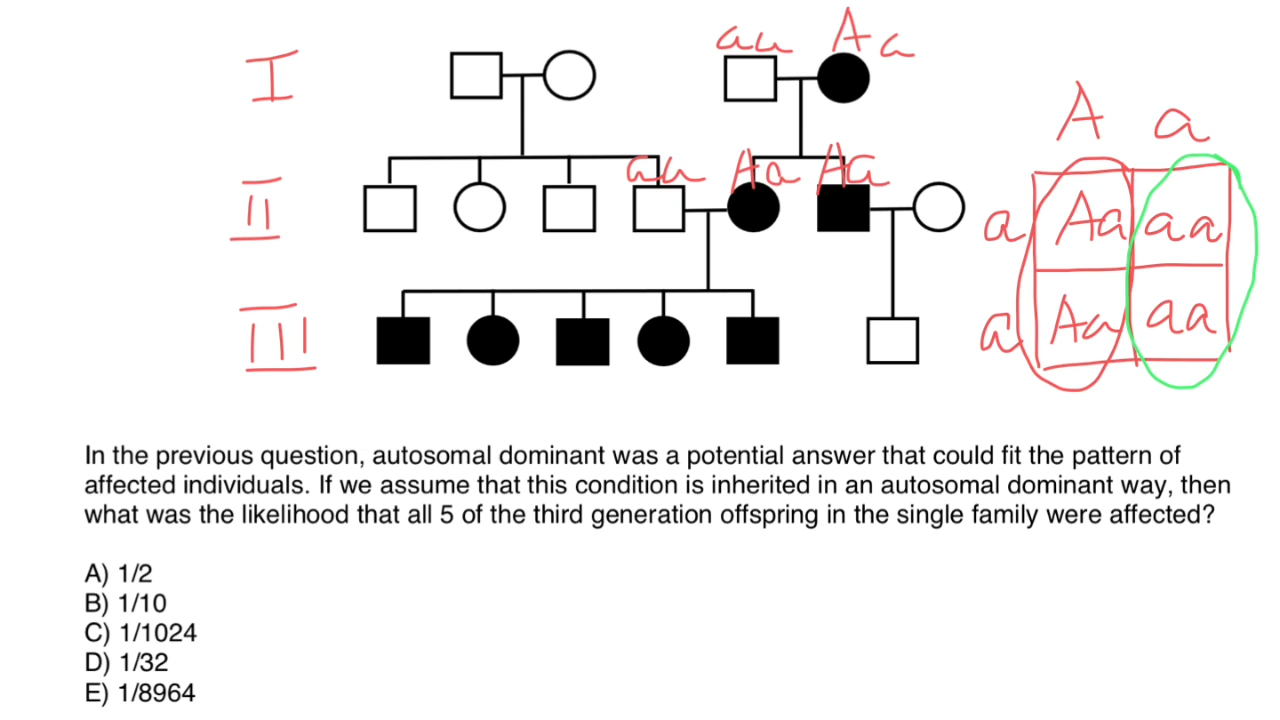 aa Aa
I
A a
aa Aa Aa
II
a Aa aa
III
a Aa aa
In the previous question, autosomal dominant was a potential answer that could fit the pattern of
affected individuals. If we assume that this condition is inherited in an autosomal dominant way, then
what was the likelihood that all 5 of the third generation offspring in the single family were affected?
A) 1/2
B) 1/10
C) 1/1024
D) 1/32
E) 1/8964